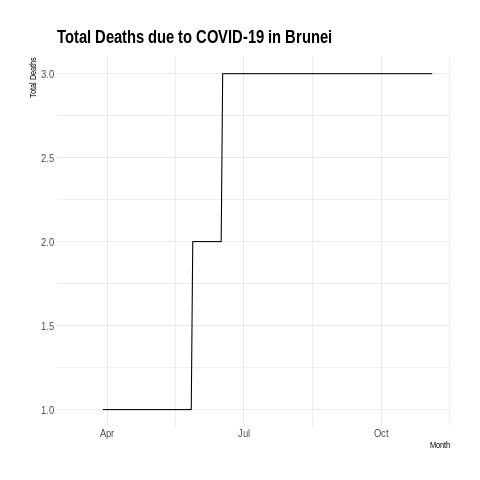 Total Deaths due to COVID-19 in Brunei
Total Deaths
3.0
2.5
2.0
1.5
1.0
Apr Jul Oct
Month